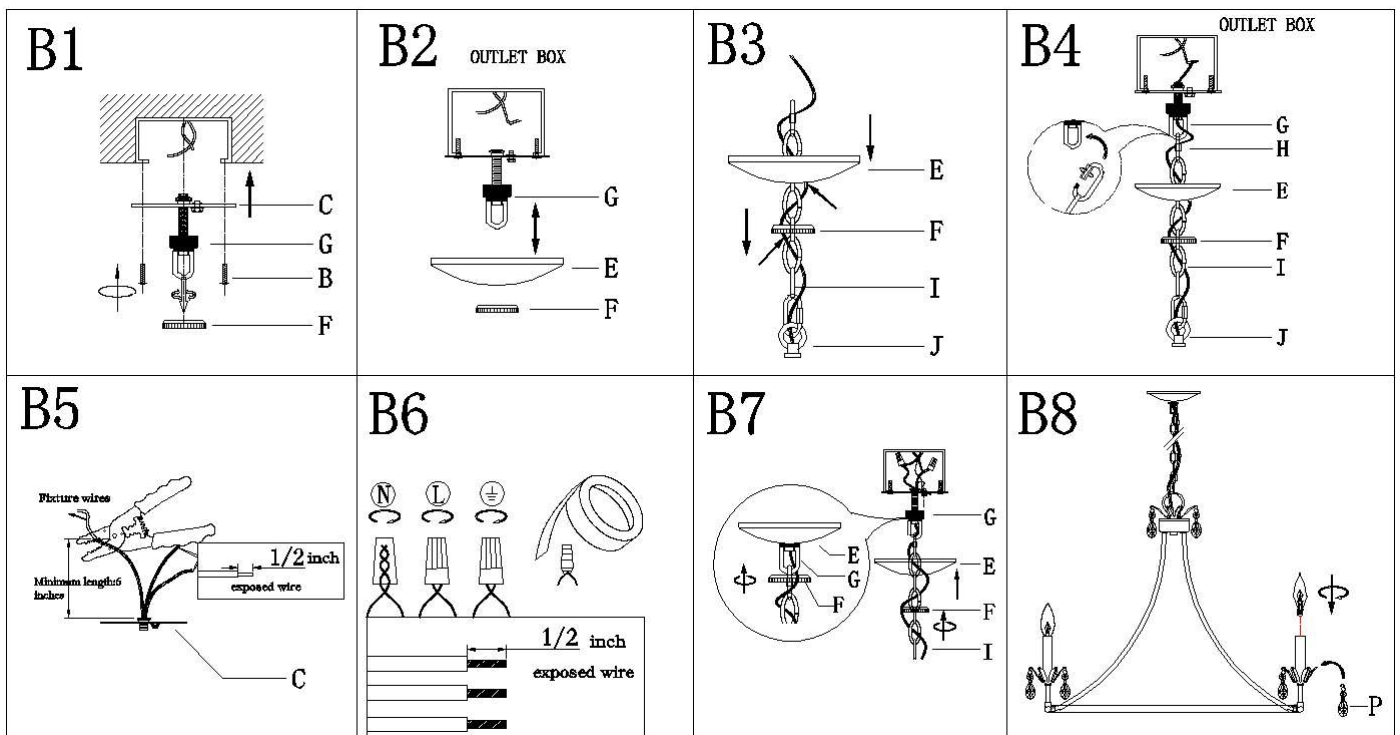 B1
C
G
B
F
B2
OUTLET BOX
G
E
F
B3
E
F
I
J
B4
OUTLET BOX
G
H
E
F
I
J
B5
Fixture wires
Minimum length:6
inches
1/2 inch
exposed wire
C
B6
N L ⏚
1/2 inch
exposed wire
B7
E
G
F
G
E
F
I
B8
P